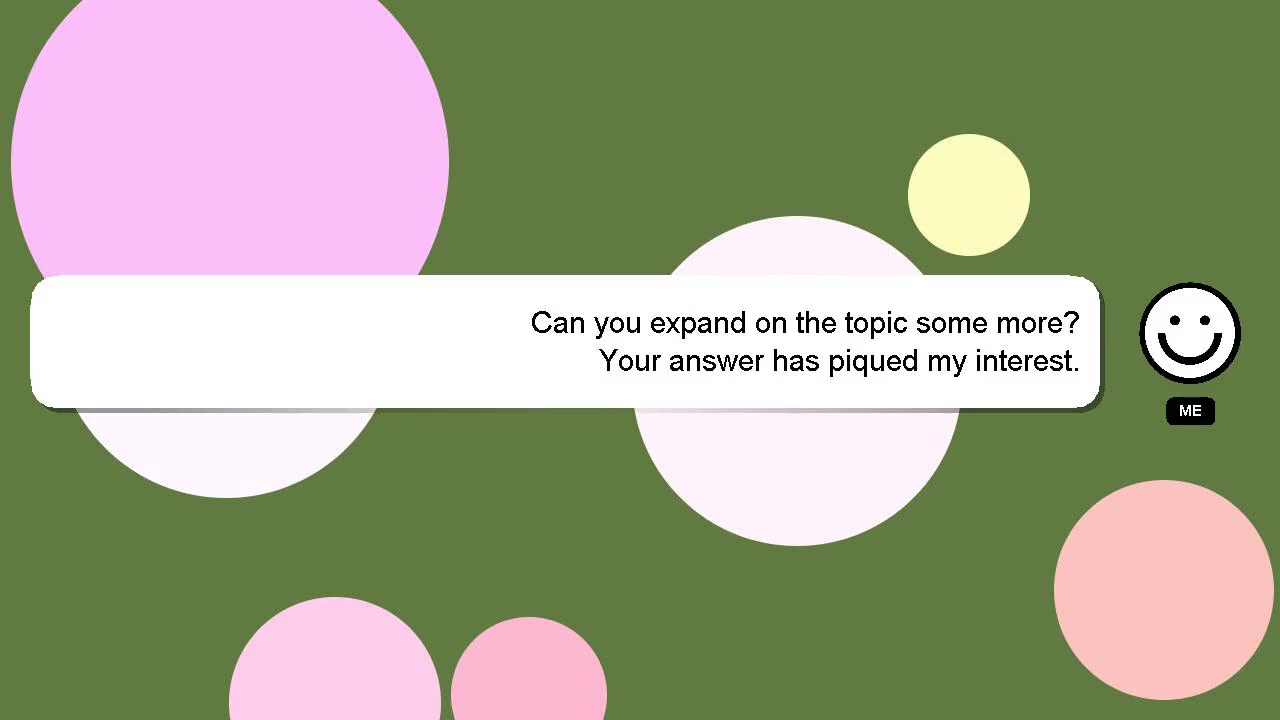 Can you expand on the topic some more?
Your answer has piqued my interest.
ME